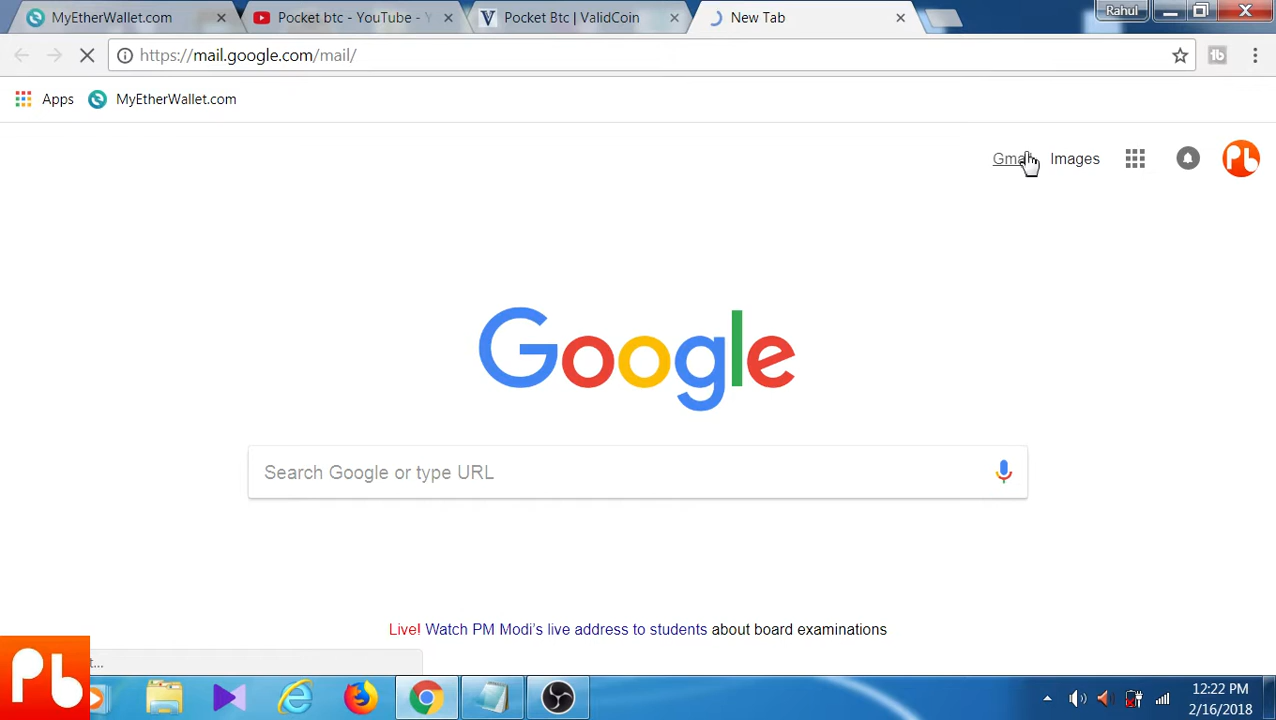 MyEtherWallet.com
Pocket btc - YouTube -
Pocket Btc | ValidCoin
New Tab
Rahul
https://mail.google.com/mail/
Apps
MyEtherWallet.com
Images
Google
Search Google or type URL
Live! Watch PM Modi's live address to students about board examinations
12:22 PM
2/16/2018